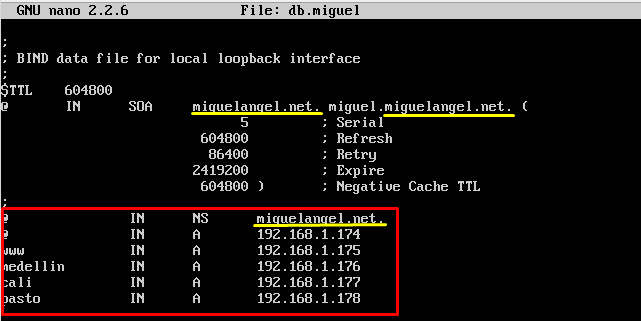 GNU nano 2.2.6 File: db.miguel
;
; BIND data file for local loopback interface
;
$TTL 604800
@ IN SOA miguelangel.net. miguel.miguelangel.net. (
5 ; Serial
604800 ; Refresh
86400 ; Retry
2419200 ; Expire
604800 ) ; Negative Cache TTL
;
@ IN NS miguelangel.net.
@ IN A 192.168.1.174
www IN A 192.168.1.175
medellin IN A 192.168.1.176
cali IN A 192.168.1.177
pasto IN A 192.168.1.178